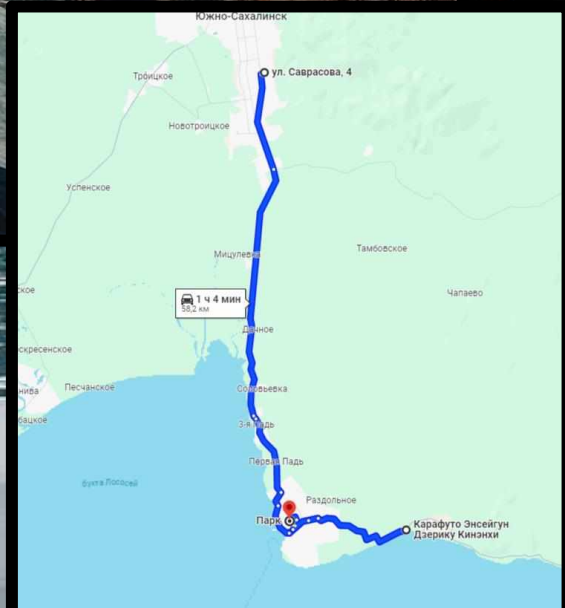 Южно-Сахалинск
ул. Саврасова, 4
Троицкое
Новотроицкое
Успенское
Мицулевка
Тамбовское
Чапаево
1 ч 4 мин
58,2 км
Дачное
Песчанское
Соловьевка
3-я Падь
Первая Падь
бухта Лососей
Раздольное
Парк
Карафуто Энсейгун
Дзерику Кинэнхи